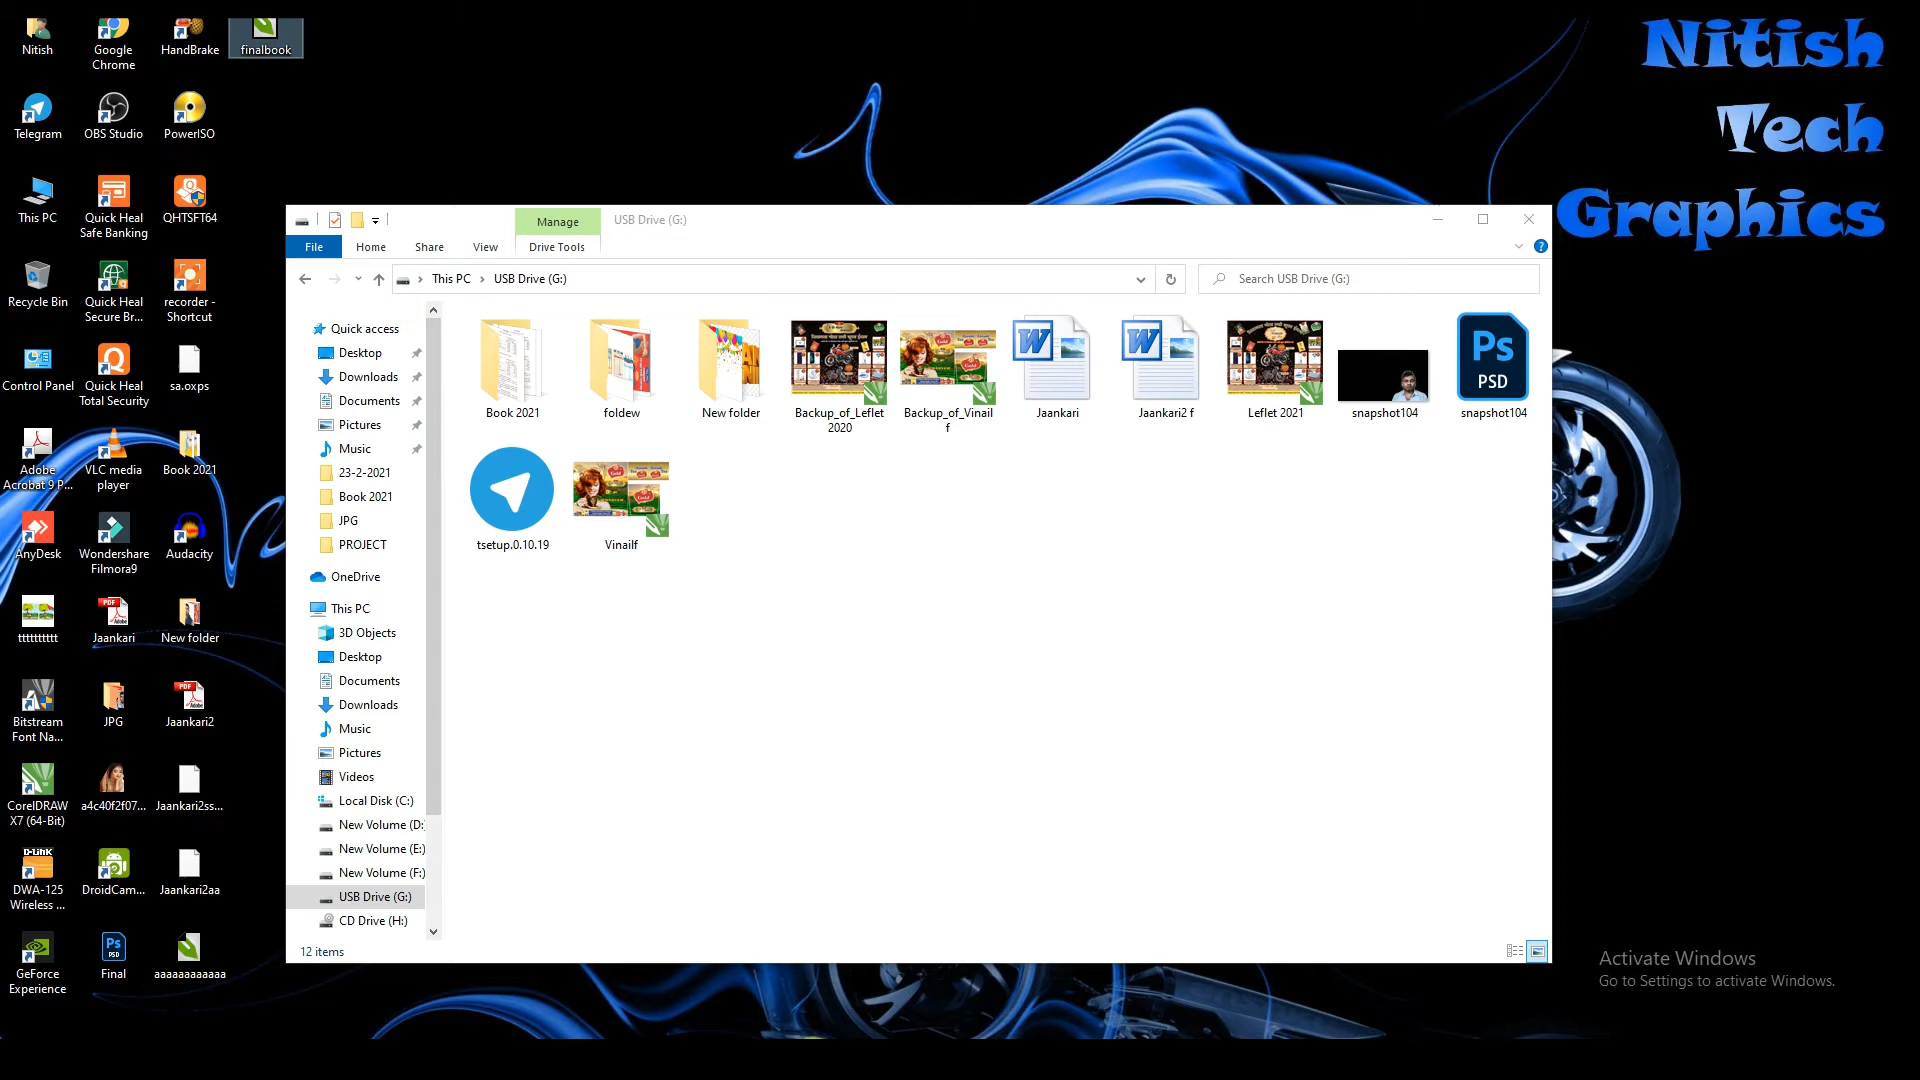 Nitish
Google
Chrome
HandBrake
finalbook
Nitish
Tech
Graphics
Telegram
OBS Studio
PowerISO
This PC
Quick Heal
Safe Banking
QHTSFT64
Recycle Bin
Quick Heal
Secure Br...
recorder -
Shortcut
Control Panel
Quick Heal
Total Security
sa.oxps
Adobe
Acrobat 9 P...
VLC media
player
Book 2021
AnyDesk
Wondershare
Filmora9
Audacity
tttttttttt
Jaankari
New folder
Bitstream
Font Na...
JPG
Jaankari2
CorelDRAW
X7 (64-Bit)
a4c40f2f07...
Jaankari2ss...
D-Link
DWA-125
Wireless ...
DroidCam...
Jaankari2aa
GeForce
Experience
Final
aaaaaaaaaaaa
Manage
USB Drive (G:)
File
Home
Share
View
Drive Tools
This PC
USB Drive (G:)
Search USB Drive (G:)
Quick access
Desktop
Downloads
Documents
Pictures
Music
23-2-2021
Book 2021
JPG
PROJECT
OneDrive
This PC
3D Objects
Desktop
Documents
Downloads
Music
Pictures
Videos
Local Disk (C:)
New Volume (D:)
New Volume (E:)
New Volume (F:)
USB Drive (G:)
CD Drive (H:)
Book 2021
foldew
New folder
Backup_of_Leflet
2020
Backup_of_Vinail
f
Jaankari
Jaankari2 f
Leflet 2021
snapshot104
Ps
PSD
snapshot104
tsetup.0.10.19
Vinailf
12 items
Activate Windows
Go to Settings to activate Windows.